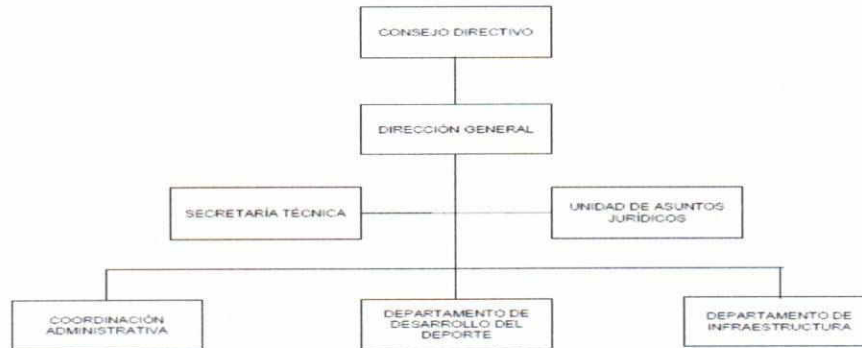 CONSEJO DIRECTIVO
DIRECCIÓN GENERAL
SECRETARÍA TÉCNICA
UNIDAD DE ASUNTOS
JURÍDICOS
COORDINACIÓN
ADMINISTRATIVA
DEPARTAMENTO DE
DESARROLLO DEL
DEPORTE
DEPARTAMENTO DE
INFRAESTRUCTURA